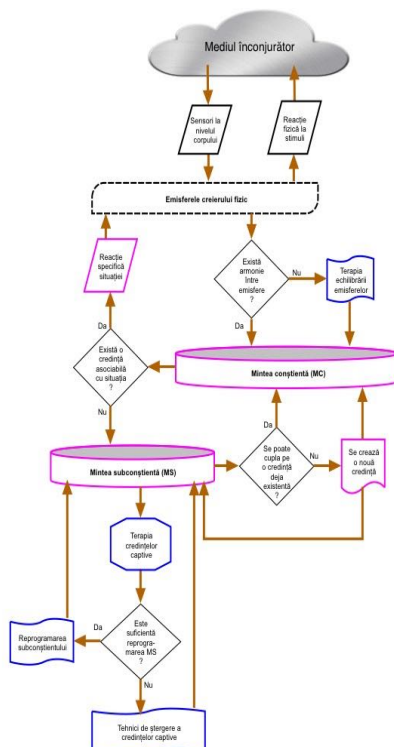 Mediul înconjurător
Sensori la
nivelul
corpului
Reacție
fizică la
stimuli
Emisferele creierului fizic
Reacție
specifică
situației
Există
armonie
între
emisfere
?
Nu
Terapia
echilibrării
emisferelor
Da
Da
Există o
credință
asociabilă
cu situația
?
Mintea conștientă (MC)
Nu
Da
Se poate
cupla pe
o credință
deja
existentă
?
Nu
Se crează
o nouă
credință
Mintea subconștientă (MS)
Terapia
credințelor
captive
Reprogramarea
subconștientului
Da
Este
suficientă
reprogra-
marea MS
?
Nu
Tehnici de ștergere a
credințelor captive